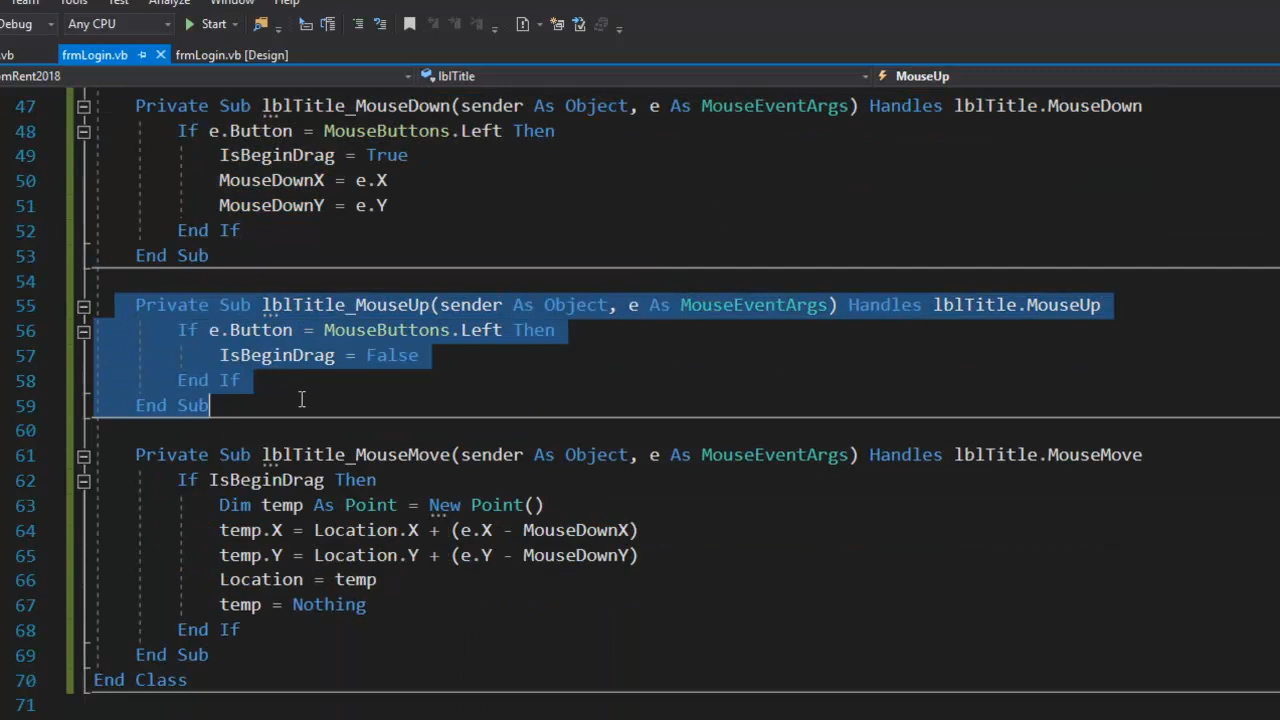 Team Tools Test Analyze Window Help
Debug Any CPU Start
.vb frmLogin.vb frmLogin.vb [Design]
omRent2018 lblTitle MouseUp
47 Private Sub lblTitle_MouseDown(sender As Object, e As MouseEventArgs) Handles lblTitle.MouseDown
48 If e.Button = MouseButtons.Left Then
49 IsBeginDrag = True
50 MouseDownX = e.X
51 MouseDownY = e.Y
52 End If
53 End Sub
54
55 Private Sub lblTitle_MouseUp(sender As Object, e As MouseEventArgs) Handles lblTitle.MouseUp
56 If e.Button = MouseButtons.Left Then
57 IsBeginDrag = False
58 End If
59 End Sub
60
61 Private Sub lblTitle_MouseMove(sender As Object, e As MouseEventArgs) Handles lblTitle.MouseMove
62 If IsBeginDrag Then
63 Dim temp As Point = New Point()
64 temp.X = Location.X + (e.X - MouseDownX)
65 temp.Y = Location.Y + (e.Y - MouseDownY)
66 Location = temp
67 temp = Nothing
68 End If
69 End Sub
70 End Class
71